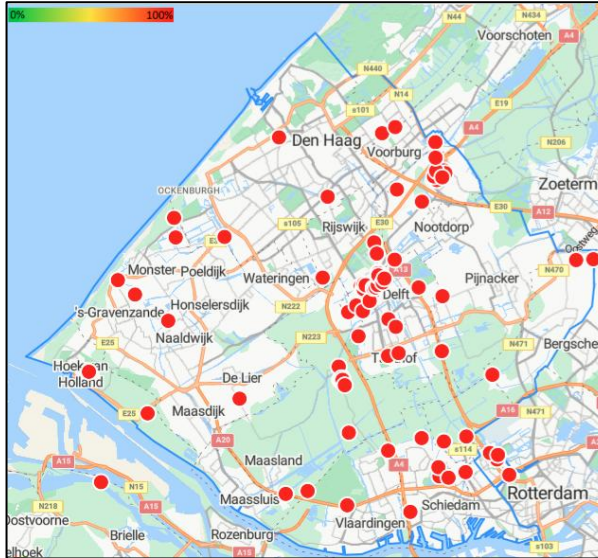 0% 100%
N44
N434
Voorschoten
A4
N440
N14
E19
s101
A4
Den Haag
Voorburg
N206
OCKENBURGH
Zoeterm
E30
A12
s105
E30
Rijswijk
Nootdorp
Oostweg
A13
N470
Monster
Poeldijk
Wateringen
Pijnacker
Honselersdijk
N222
Delft
's-Gravenzande
Naaldwijk
N223
E25
N471
Bergsche
Hoek van
Holland
De Lier
A16
E25
Maasdijk
N471
A20
s114
Maasland
A15
A4
N15
Maassluis
Schiedam
Rotterdam
N218
A15
Vlaardingen
Oostvoorne
Brielle
Rozenburg
A15
s103
elhoek